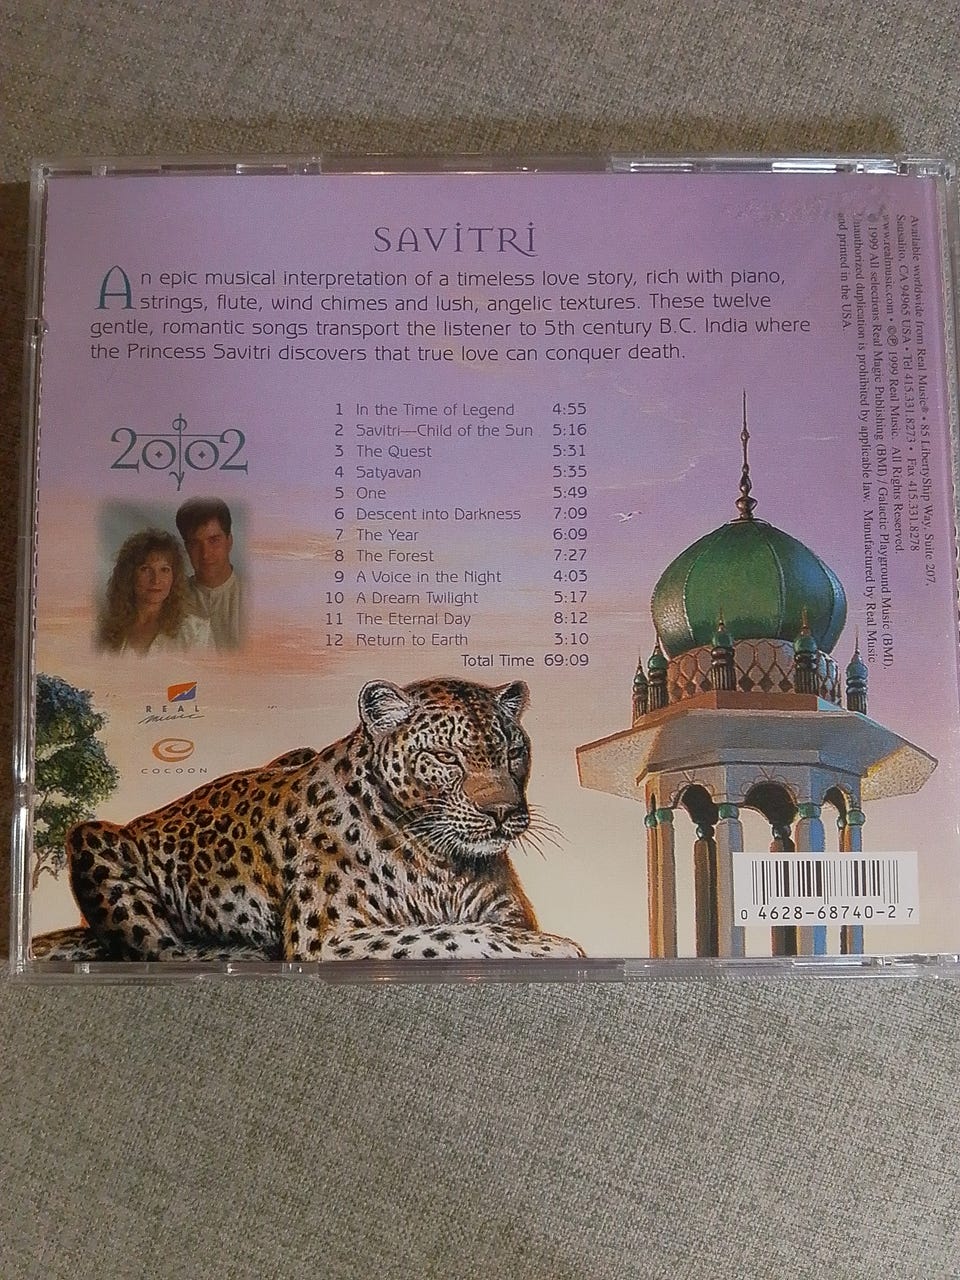 SAVITRI
An epic musical interpretation of a timeless love story, rich with piano,
strings, flute, wind chimes and lush, angelic textures. These twelve
gentle, romantic songs transport the listener to 5th century B.C. India where
the Princess Savitri discovers that true love can conquer death.
2002
1 In the Time of Legend 4:55
2 Savitri—Child of the Sun 5:16
3 The Quest 5:31
4 Satyavan 5:35
5 One 5:49
6 Descent into Darkness 7:09
7 The Year 6:09
8 The Forest 7:27
9 A Voice in the Night 4:03
10 A Dream Twilight 5:17
11 The Eternal Day 8:12
12 Return to Earth 3:10
Total Time 69:09
REAL
music
COCOON
Available worldwide from Real Music® • 85 LibertyShip Way, Suite 207,
Sausalito, CA 94965 USA • Tel 415.331.8273 • Fax 415.331.8278
www.realmusic.com • ©℗ 1999 Real Music. All Rights Reserved.
© 1999 All selections Real Magic Publishing (BMI) / Galactic Playground Music (BMI).
Unauthorized duplication is prohibited by applicable law. Manufactured by Real Music
and printed in the USA.
0 4628-68740-2 7